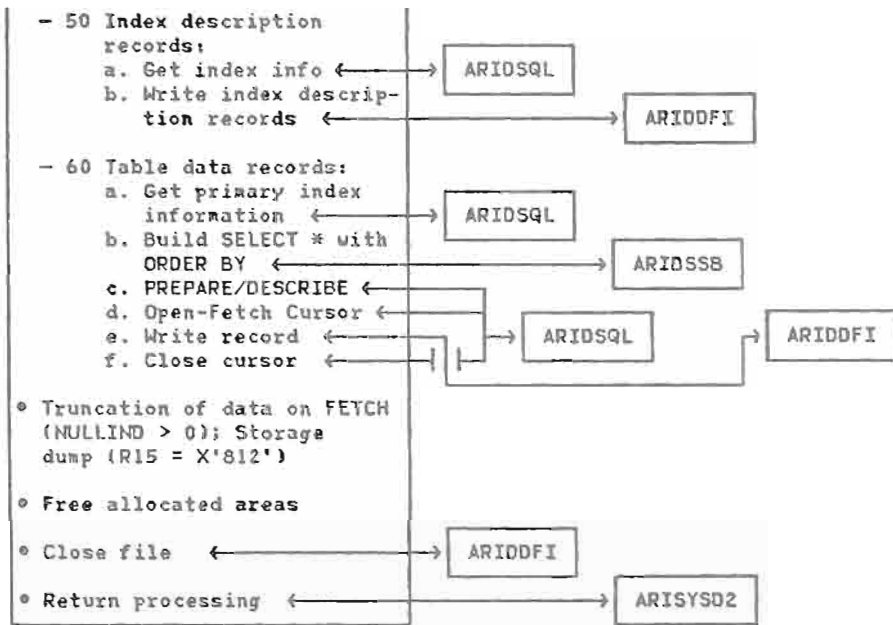 - 50 Index description
records:
a. Get index info ARIDSQL
b. Write index descrip-
tion records ARIDDFI
- 60 Table data records:
a. Get primary index
information ARIDSQL
b. Build SELECT * with
ORDER BY ARIDSSB
c. PREPARE/DESCRIBE
d. Open-Fetch Cursor
e. Write record ARIDSQL ARIDDFI
f. Close cursor
• Truncation of data on FETCH
(NULLIND > 0); Storage
dump (R15 = X'812')
• Free allocated areas
• Close file ARIDDFI
• Return processing ARISYSD2